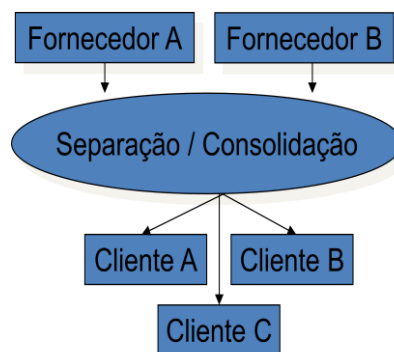 Fornecedor A
Fornecedor B
Separação / Consolidação
Cliente A
Cliente B
Cliente C